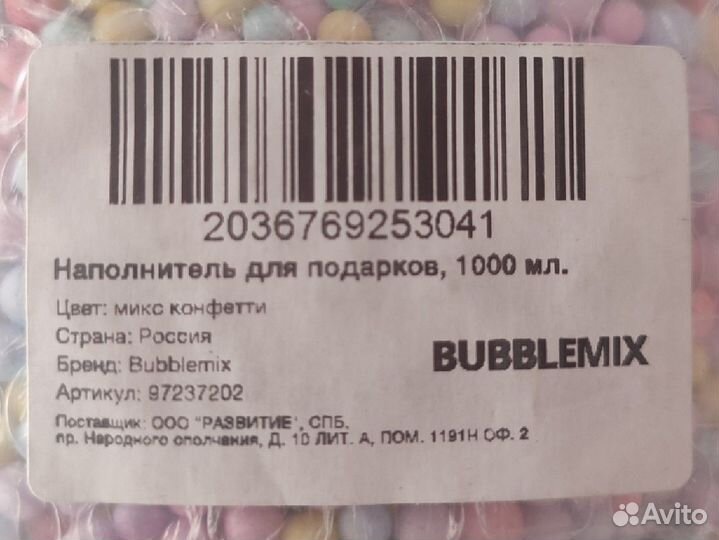 2036769253041
Наполнитель для подарков, 1000 мл.
Цвет: микс конфетти
Страна: Россия
Бренд: Bubblemix
Артикул: 97237202
BUBBLEMIX
Поставщик: ООО "РАЗВИТИЕ", СПБ.
пр. Народного ополчания, Д. 10 ЛИТ. А, ПОМ. 1191Н ОФ. 2
Avito